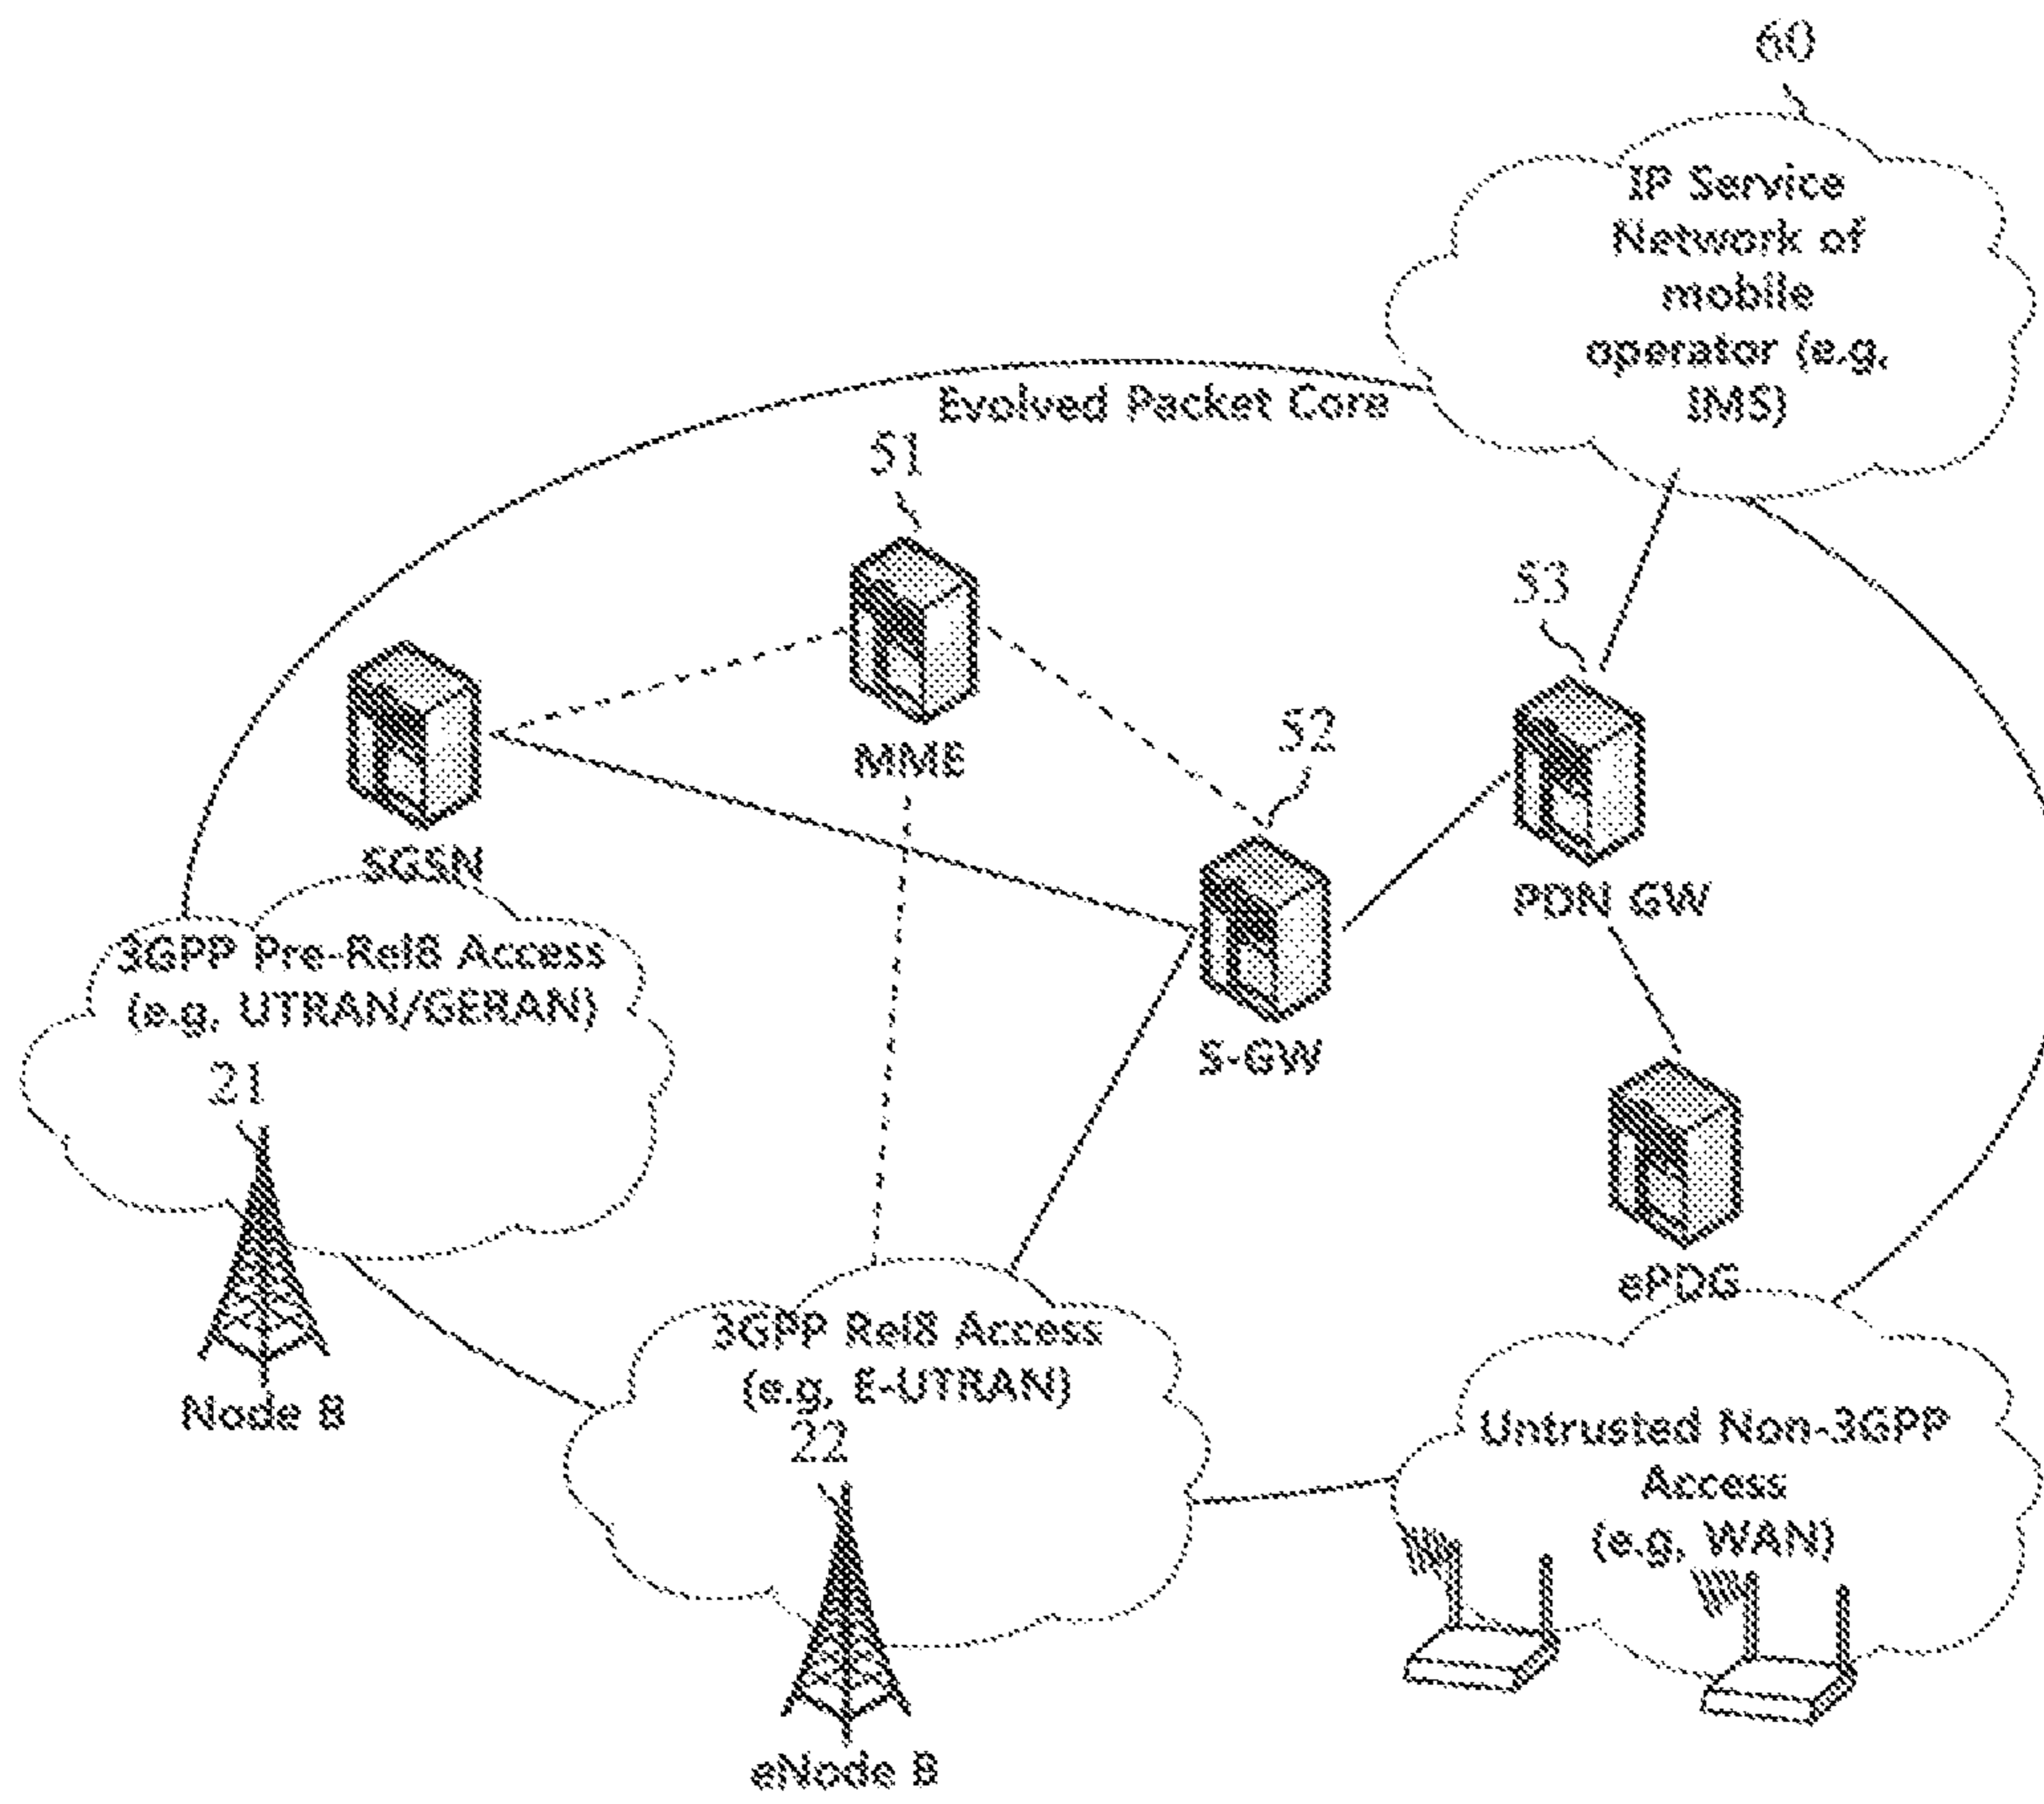 60
IP Service
Network of
mobile
operator (e.g,
IMS)
Evolved Packet Core
51
53
52
MME
SGSN
PDN GW
3GPP Pre-Rel8 Access
(e.g, UTRAN/GERAN)
S-GW
21
ePDG
3GPP Rel8 Access
(e.g, E-UTRAN)
Node B
22
Untrusted Non-3GPP
Access
(e.g, WAN)
eNode B